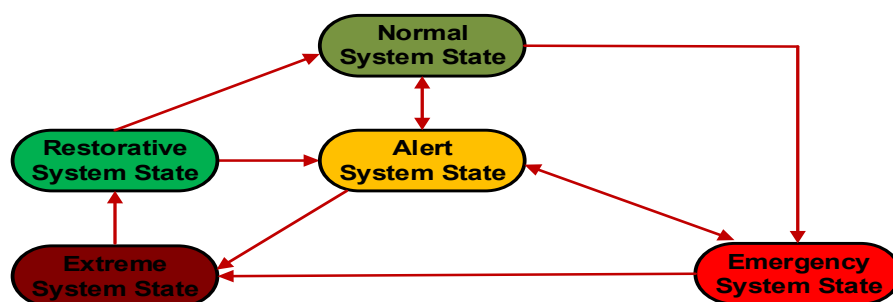 Normal
System State
Restorative
System State
Alert
System State
Extreme
System State
Emergency
System State